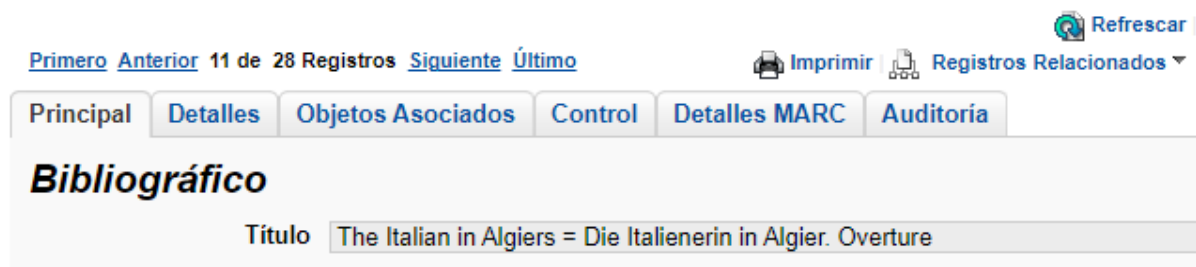 Refrescar
Primero Anterior 11 de 28 Registros Siguiente Último Imprimir Registros Relacionados
Principal Detalles Objetos Asociados Control Detalles MARC Auditoría
Bibliográfico
Título The Italian in Algiers = Die Italienerin in Algier. Overture